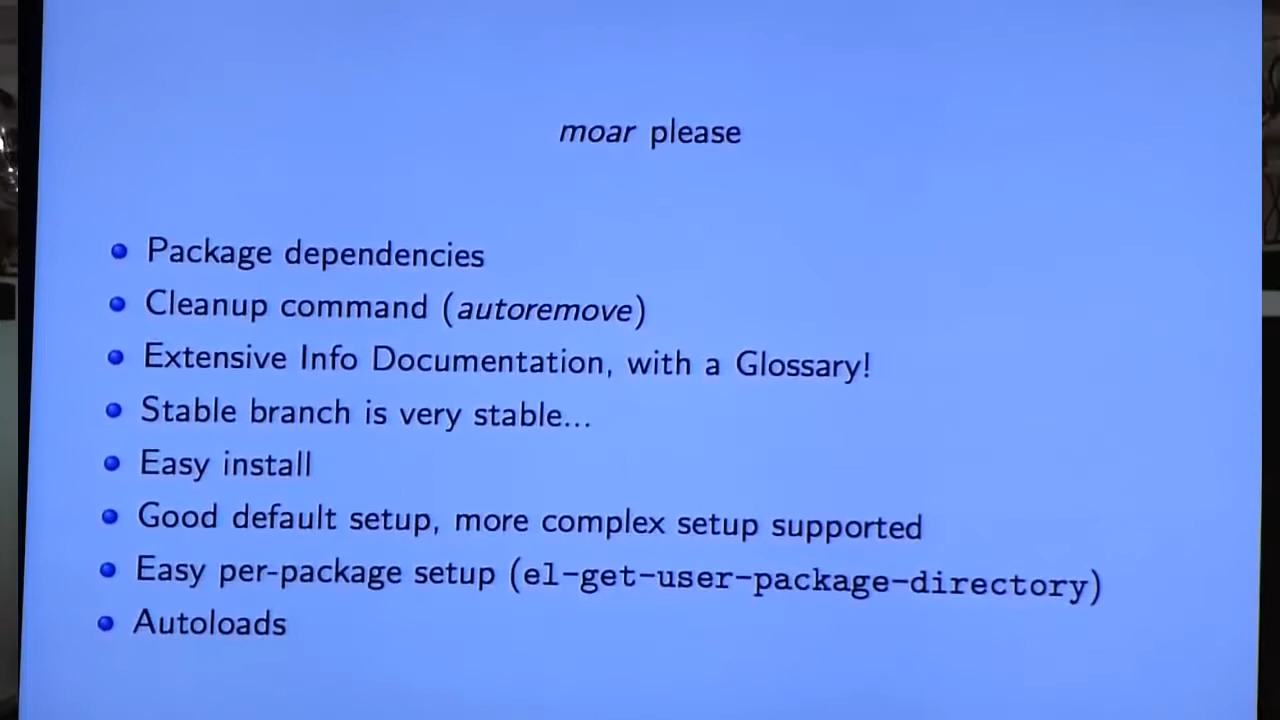 moar please
Package dependencies
Cleanup command (autoremove)
Extensive Info Documentation, with a Glossary!
Stable branch is very stable...
Easy install
Good default setup, more complex setup supported
Easy per-package setup (el-get-user-package-directory)
Autoloads